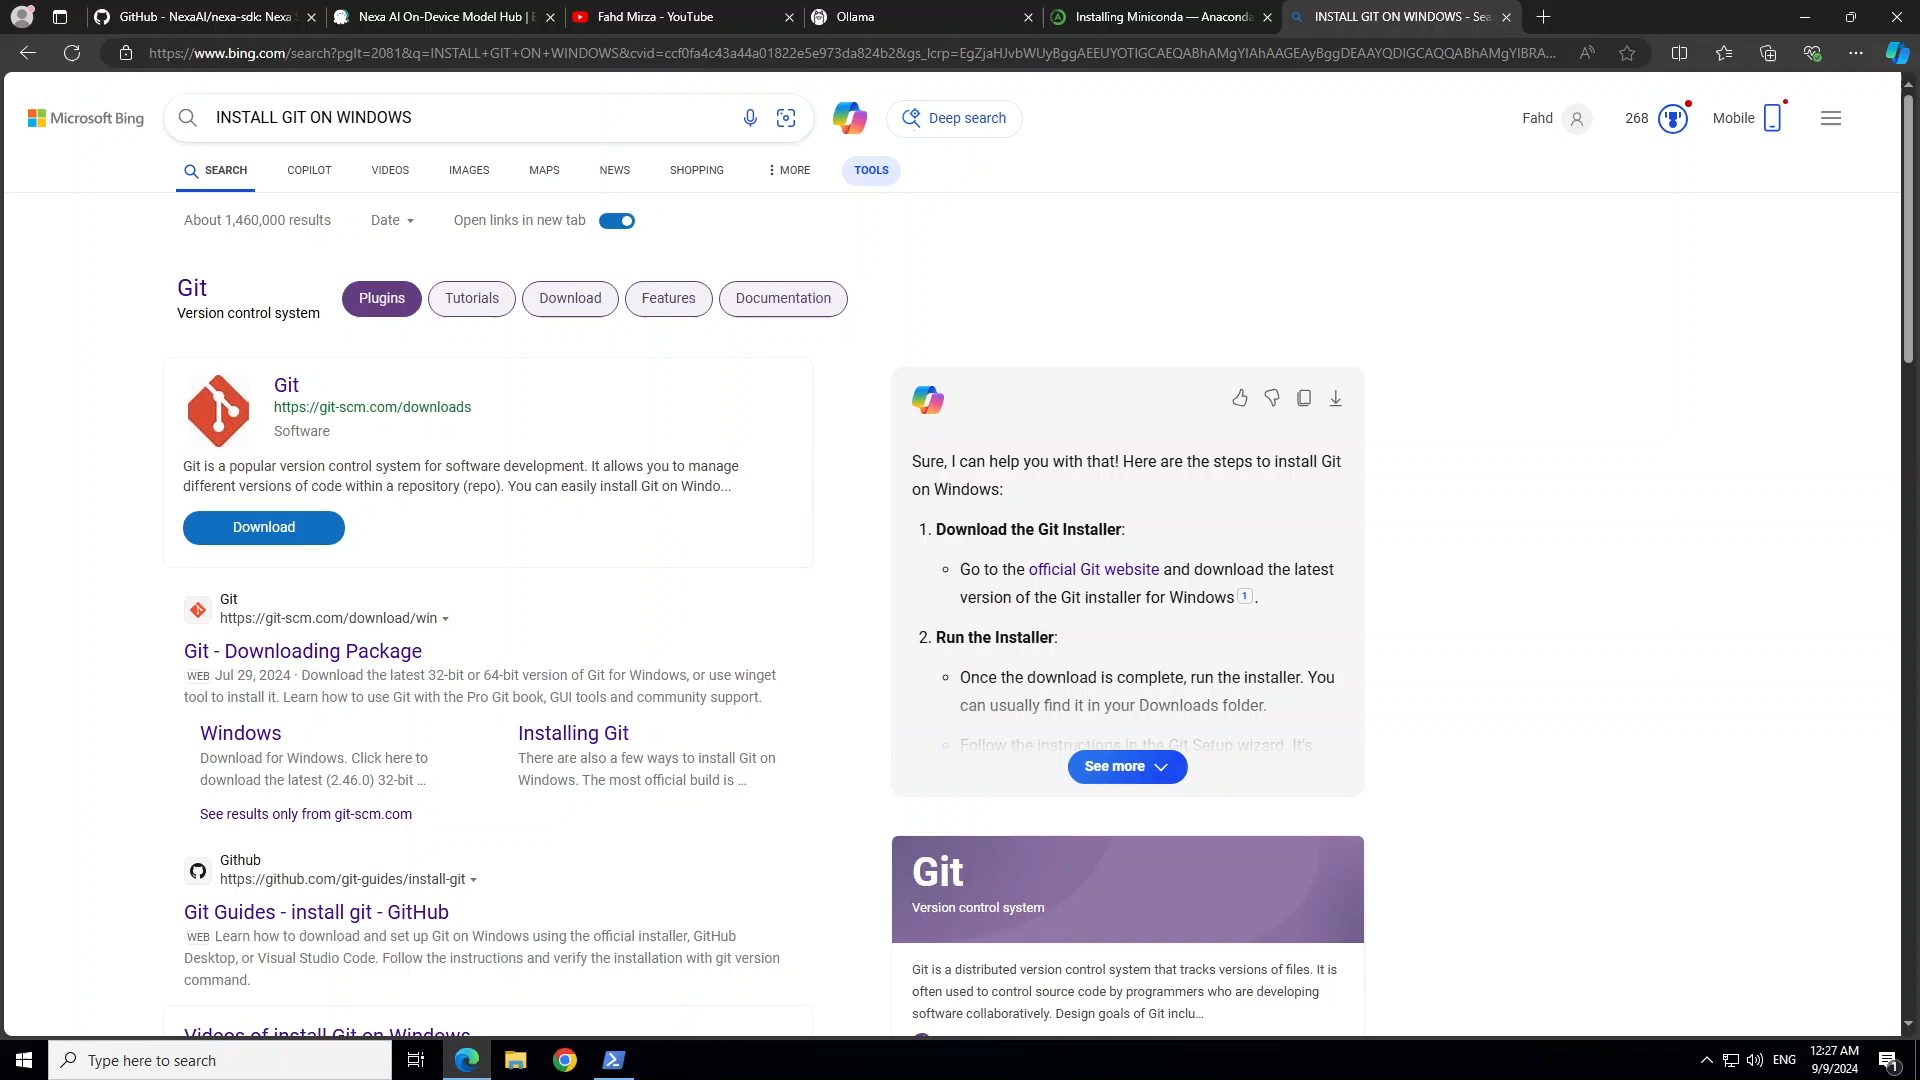 GitHub - NexaAI/nexa-sdk: Nexa S
Nexa AI On-Device Model Hub | E
Fahd Mirza - YouTube
Ollama
Installing Miniconda — Anaconda
INSTALL GIT ON WINDOWS - Sea
https://www.bing.com/search?pglt=2081&q=INSTALL+GIT+ON+WINDOWS&cvid=ccf0fa4c43a44a01822e5e973da824b2&gs_lcrp=EgZjaHJvbWUyBggAEEUYOTIGCAEQABhAMgYIAhAAGEAyBggDEAAYQDIGCAQQABhAMgYIBRA...
Microsoft Bing
INSTALL GIT ON WINDOWS
Deep search
Fahd
268
Mobile
SEARCH
COPILOT
VIDEOS
IMAGES
MAPS
NEWS
SHOPPING
MORE
TOOLS
About 1,460,000 results
Date
Open links in new tab
Git
Version control system
Plugins
Tutorials
Download
Features
Documentation
Git
https://git-scm.com/downloads
Software
Git is a popular version control system for software development. It allows you to manage
different versions of code within a repository (repo). You can easily install Git on Windo...
Download
Git
https://git-scm.com/download/win
Git - Downloading Package
WEB Jul 29, 2024 · Download the latest 32-bit or 64-bit version of Git for Windows, or use winget
tool to install it. Learn how to use Git with the Pro Git book, GUI tools and community support.
Windows
Download for Windows. Click here to
download the latest (2.46.0) 32-bit ...
Installing Git
There are also a few ways to install Git on
Windows. The most official build is ...
See results only from git-scm.com
Github
https://github.com/git-guides/install-git
Git Guides - install git - GitHub
WEB Learn how to download and set up Git on Windows using the official installer, GitHub
Desktop, or Visual Studio Code. Follow the instructions and verify the installation with git version
command.
Videos of install Git on Windows
Sure, I can help you with that! Here are the steps to install Git
on Windows:
1. Download the Git Installer:
Go to the official Git website and download the latest
version of the Git installer for Windows 1 .
2. Run the Installer:
Once the download is complete, run the installer. You
can usually find it in your Downloads folder.
Follow the instructions in the Git Setup wizard. It's
See more
Git
Version control system
Git is a distributed version control system that tracks versions of files. It is
often used to control source code by programmers who are developing
software collaboratively. Design goals of Git inclu...
Type here to search
ENG
12:27 AM
9/9/2024
1